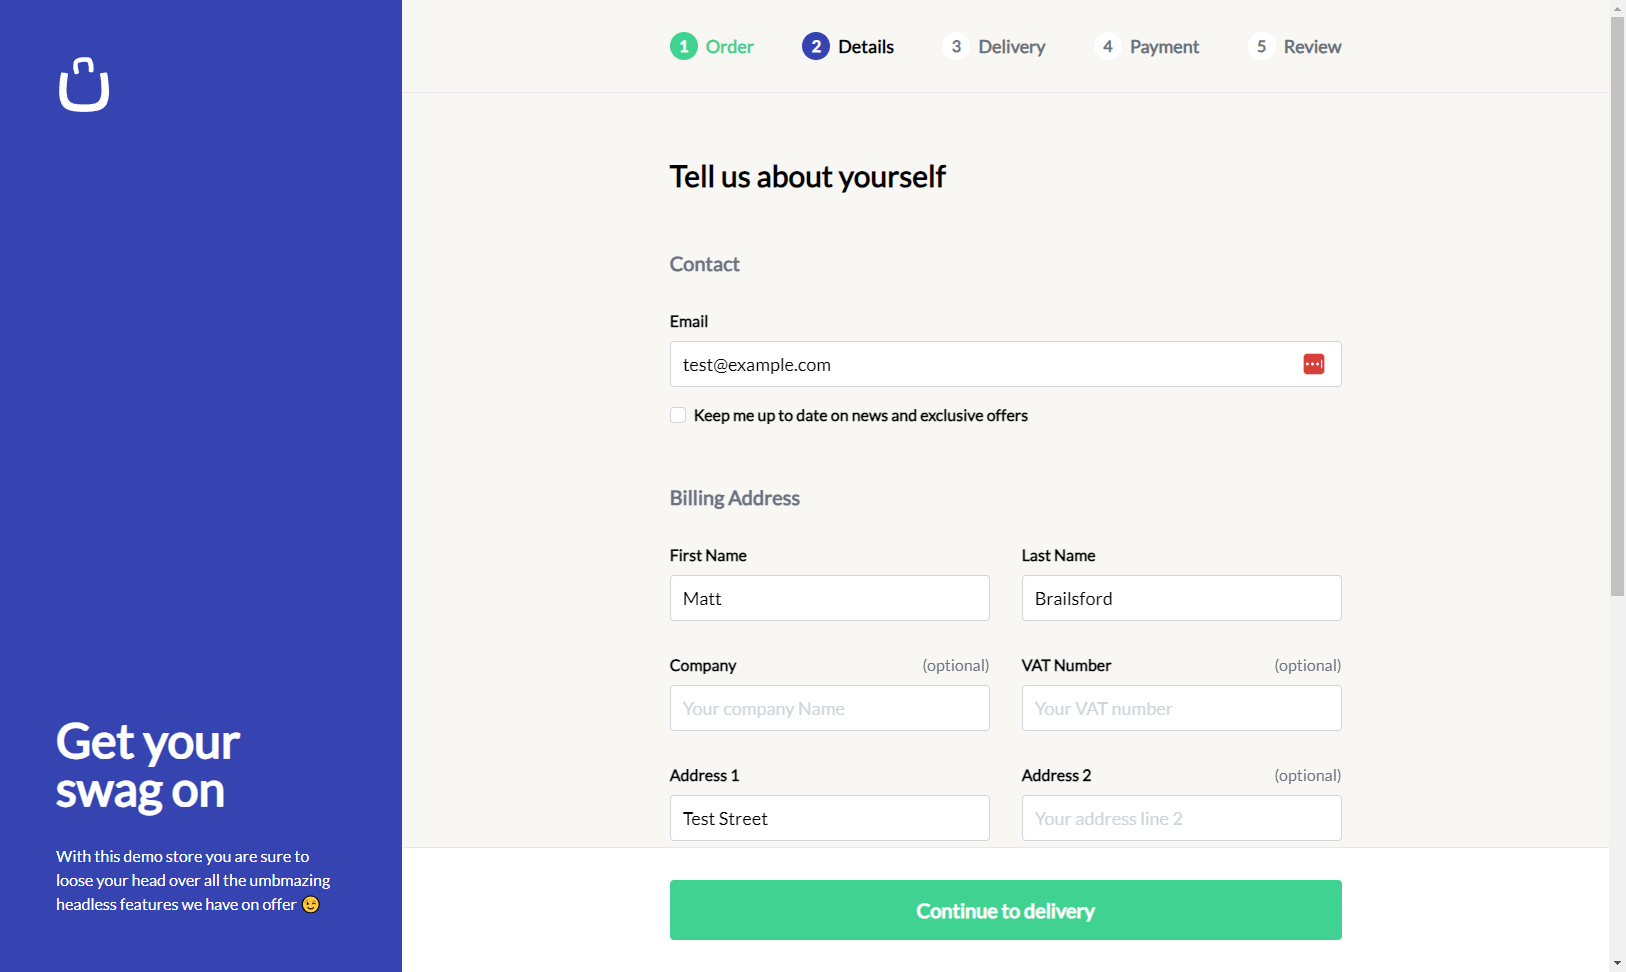 1 Order 2 Details 3 Delivery 4 Payment 5 Review
Tell us about yourself
Contact
Email
test@example.com
Keep me up to date on news and exclusive offers
Billing Address
First Name Last Name
Matt Brailsford
Company (optional) VAT Number (optional)
Your company Name Your VAT number
Address 1 Address 2 (optional)
Test Street Your address line 2
Continue to delivery
Get your
swag on
With this demo store you are sure to
loose your head over all the umbmazing
headless features we have on offer 😉